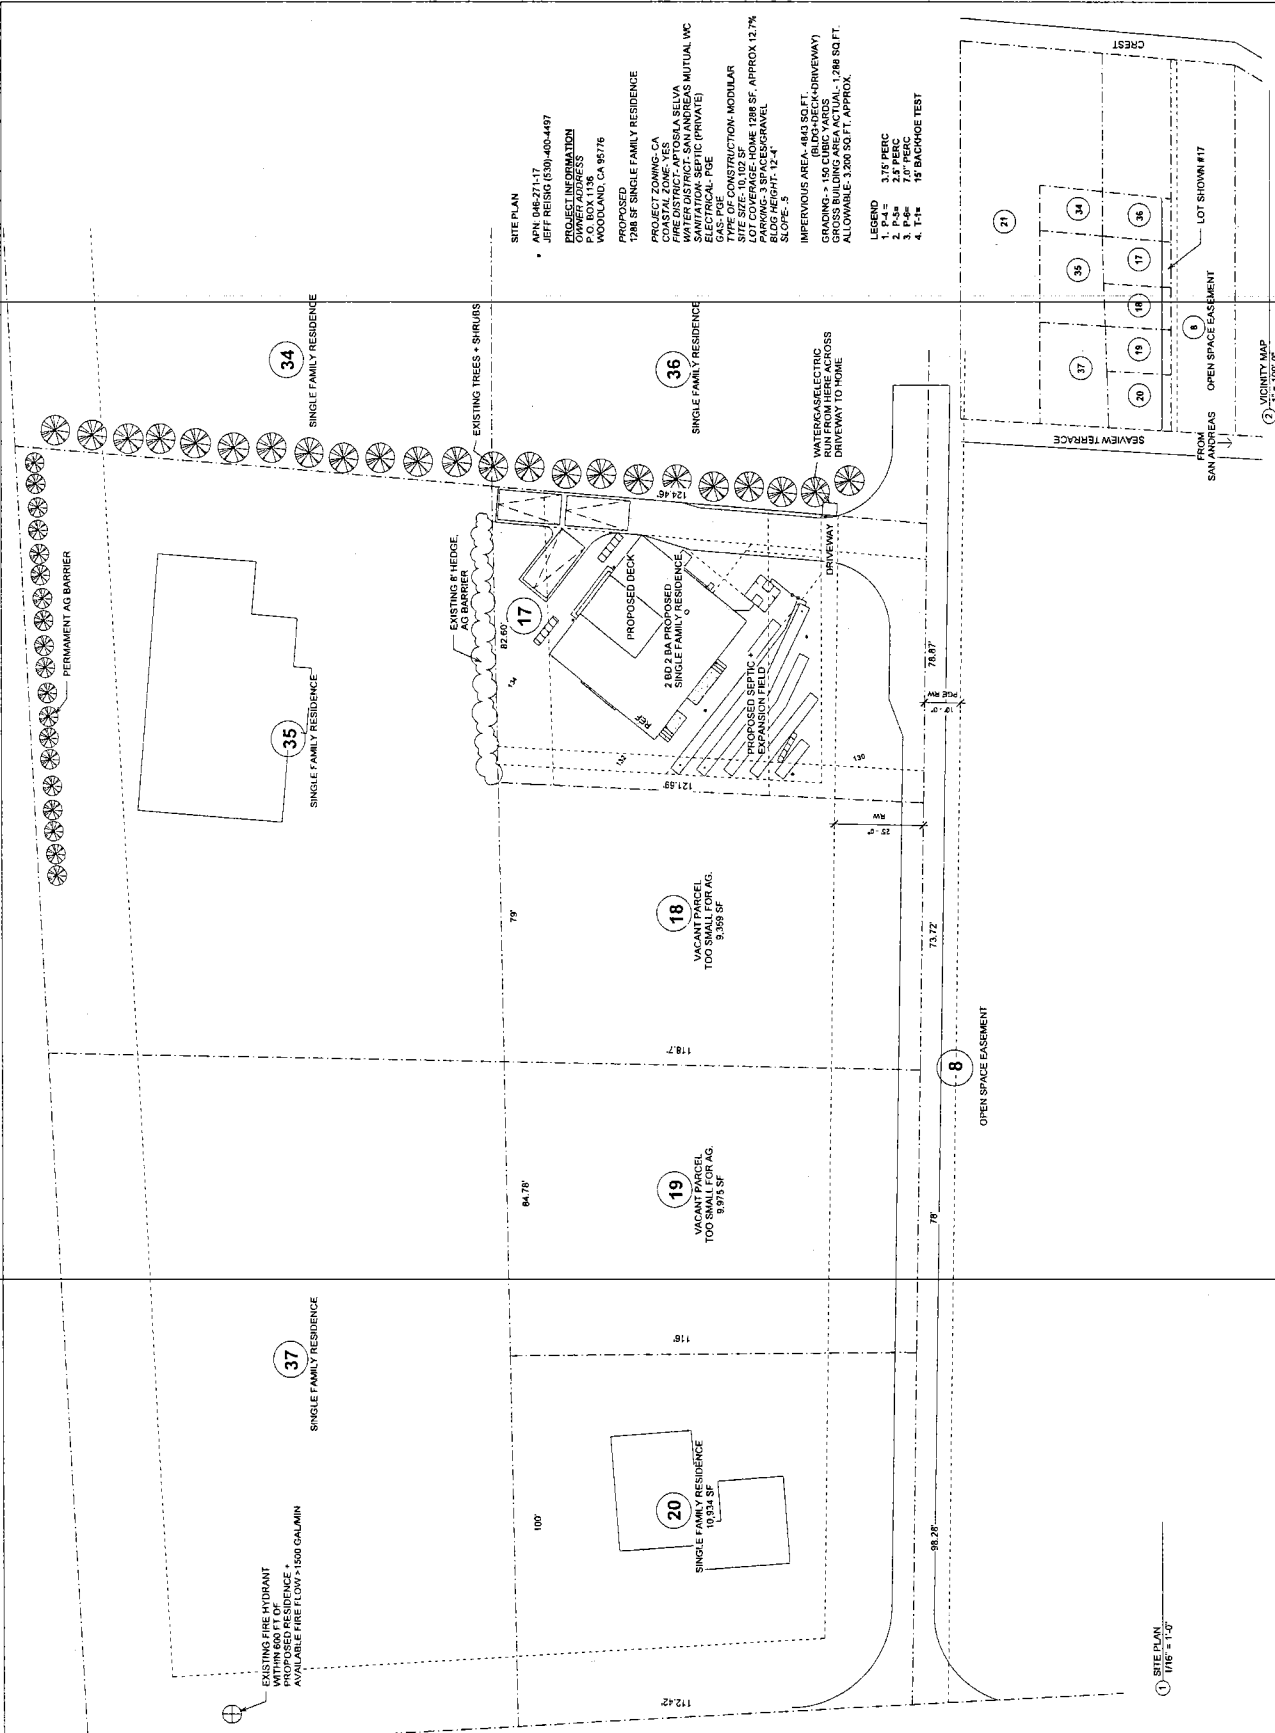 SITE PLAN
APN: 046-271-17
JEFF REISIG (530)-400-4497
PROJECT INFORMATION
OWNER ADDRESS
P.O. BOX 1136
WOODLAND, CA 95776
PROPOSED
1288 SF SINGLE FAMILY RESIDENCE
PROJECT ZONING- CA
COASTAL ZONE- YES
FIRE DISTRICT- APTOS/LA SELVA
WATER DISTRICT- SAN ANDREAS MUTUAL WC
SANITATION- SEPTIC (PRIVATE)
ELECTRICAL- PGE
GAS- PGE
TYPE OF CONSTRUCTION- MODULAR
SITE SIZE- 10,102 SF
LOT COVERAGE- HOME 1288 SF, APPROX 12.7%
PARKING- 3 SPACES/GRAVEL
BLDG HEIGHT- 12'-4"
SLOPE- .5
IMPERVIOUS AREA- 4843 SQ.FT.
(BLDG+DECK+DRIVEWAY)
GRADING- > 150 CUBIC YARDS
GROSS BUILDING AREA ACTUAL- 1,288 SQ.FT.
ALLOWABLE- 3,200 SQ.FT. APPROX.
LEGEND
1. P-4 = 3.75' PERC
2. P-5= 2.5' PERC
3. P-6= 7.0' PERC
4. T-1= 15' BACKHOE TEST
34
SINGLE FAMILY RESIDENCE
EXISTING TREES + SHRUBS
36
SINGLE FAMILY RESIDENCE
WATER/GAS/ELECTRIC
RUN FROM HERE ACROSS
DRIVEWAY TO HOME
PERMAMENT AG BARRIER
35
SINGLE FAMILY RESIDENCE
EXISTING 8' HEDGE,
AG BARRIER
82.60'
17
134
132
130
124.46'
121.69'
PROPOSED DECK
2 BD 2 BA PROPOSED
SINGLE FAMILY RESIDENCE
REF
PROPOSED SEPTIC +
EXPANSION FIELD
DRIVEWAY
78.87'
10' - 0"
PGE RW
25' - 0"
RW
79'
18
VACANT PARCEL
TOO SMALL FOR AG.
9,359 SF
73.72'
118.7'
8
OPEN SPACE EASEMENT
84.78'
19
VACANT PARCEL
TOO SMALL FOR AG.
9,975 SF
78'
116'
37
SINGLE FAMILY RESIDENCE
100'
20
SINGLE FAMILY RESIDENCE
10,934 SF
98.28'
112.42'
EXISTING FIRE HYDRANT
WITHIN 600 FT OF
PROPOSED RESIDENCE +
AVAILABLE FIRE FLOW >1500 GAL/MIN
1
SITE PLAN
1/16" = 1'-0"
CREST
21
34
35
37
36
17
18
19
20
8
LOT SHOWN #17
OPEN SPACE EASEMENT
SEAVIEW TERRACE
FROM
SAN ANDREAS
2
VICINITY MAP